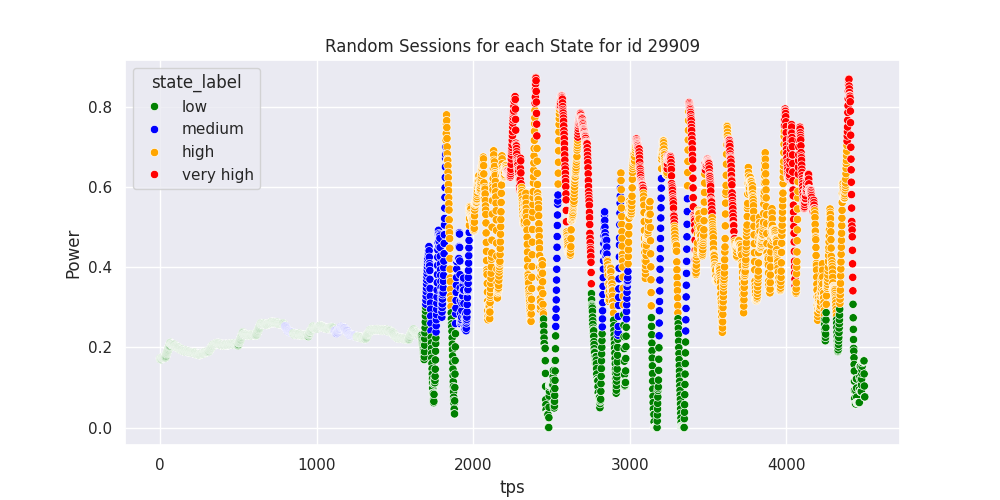 Random Sessions for each State for id 29909
state_label
low
medium
high
very high
Power
0.8
0.6
0.4
0.2
0.0
0 1000 2000 3000 4000
tps